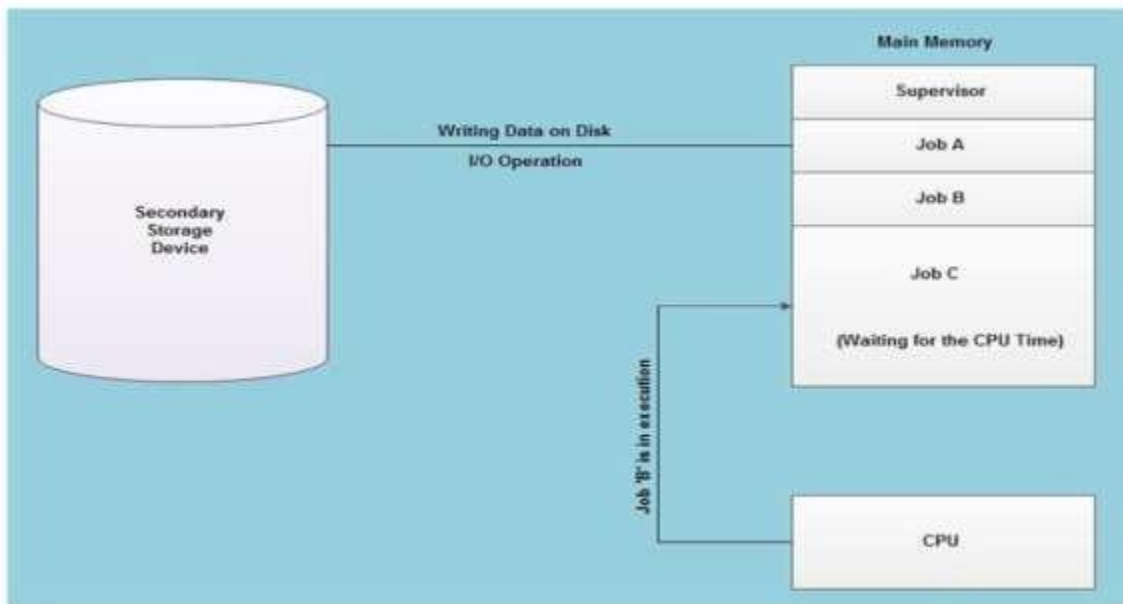 Main Memory
Supervisor
Writing Data on Disk
Job A
I/O Operation
Job B
Secondary
Storage
Device
Job C
(Waiting for the CPU Time)
Job 'B' is in execution
CPU